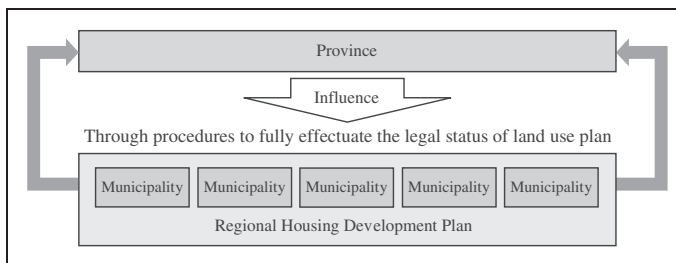 Province
Influence
Through procedures to fully effectuate the legal status of land use plan
Municipality Municipality Municipality Municipality Municipality
Regional Housing Development Plan